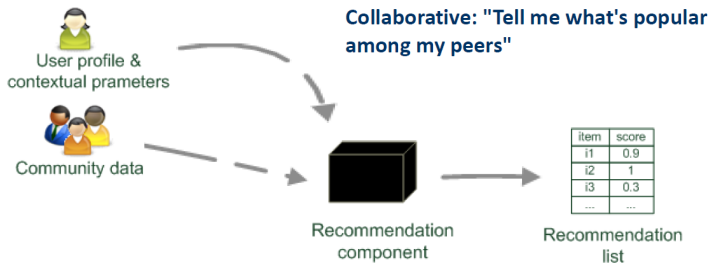 Collaborative: "Tell me what's popular
among my peers"
User profile &
contextual prameters
Community data
Recommendation
component
item score
i1 0.9
i2 1
i3 0.3
... ...
Recommendation
list